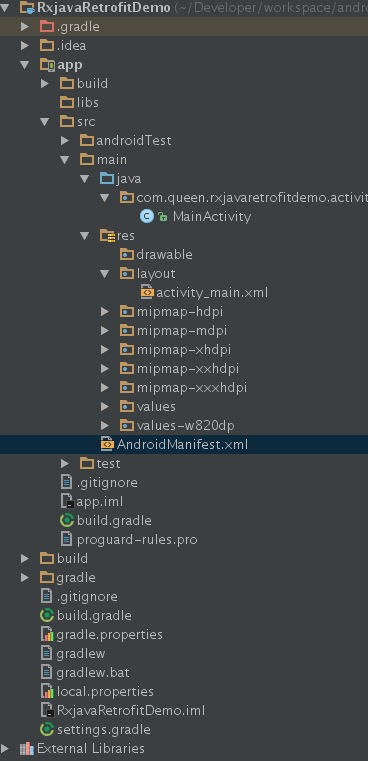 RxjavaRetrofitDemo (~/Developer/workspace/andro
.gradle
.idea
app
build
libs
src
androidTest
main
java
com.queen.rxjavaretrofitdemo.activit
MainActivity
res
drawable
layout
activity_main.xml
mipmap-hdpi
mipmap-mdpi
mipmap-xhdpi
mipmap-xxhdpi
mipmap-xxxhdpi
values
values-w820dp
AndroidManifest.xml
test
.gitignore
app.iml
build.gradle
proguard-rules.pro
build
gradle
.gitignore
build.gradle
gradle.properties
gradlew
gradlew.bat
local.properties
RxjavaRetrofitDemo.iml
settings.gradle
External Libraries